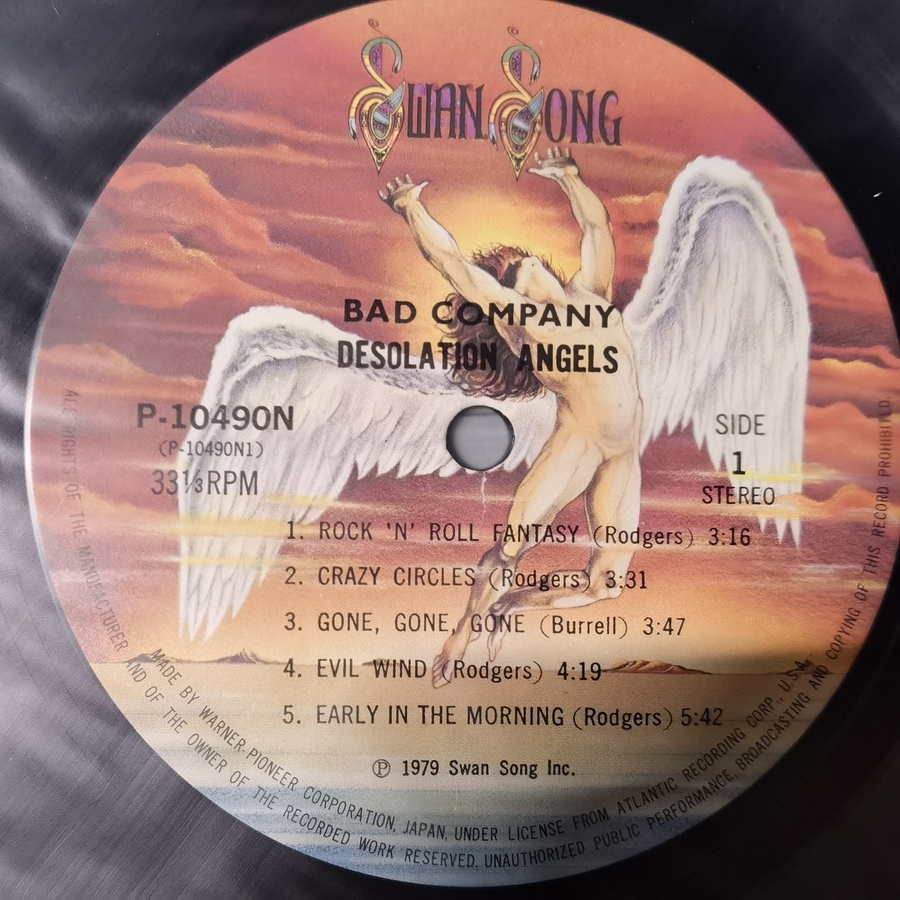 SWAN SONG
BAD COMPANY
DESOLATION ANGELS
P-10490N
(P-10490N1)
33⅓RPM
SIDE
1
STEREO
1. ROCK 'N' ROLL FANTASY (Rodgers) 3:16
2. CRAZY CIRCLES (Rodgers) 3:31
3. GONE, GONE, GONE (Burrell) 3:47
4. EVIL WIND (Rodgers) 4:19
5. EARLY IN THE MORNING (Rodgers) 5:42
℗ 1979 Swan Song Inc.
MADE BY WARNER-PIONEER CORPORATION, JAPAN, UNDER LICENSE FROM ATLANTIC RECORDING CORP., U.S.A.
ALL RIGHTS OF THE MANUFACTURER AND OF THE OWNER OF THE RECORDED WORK RESERVED. UNAUTHORIZED PUBLIC PERFORMANCE, BROADCASTING AND COPYING OF THIS RECORD PROHIBITED.